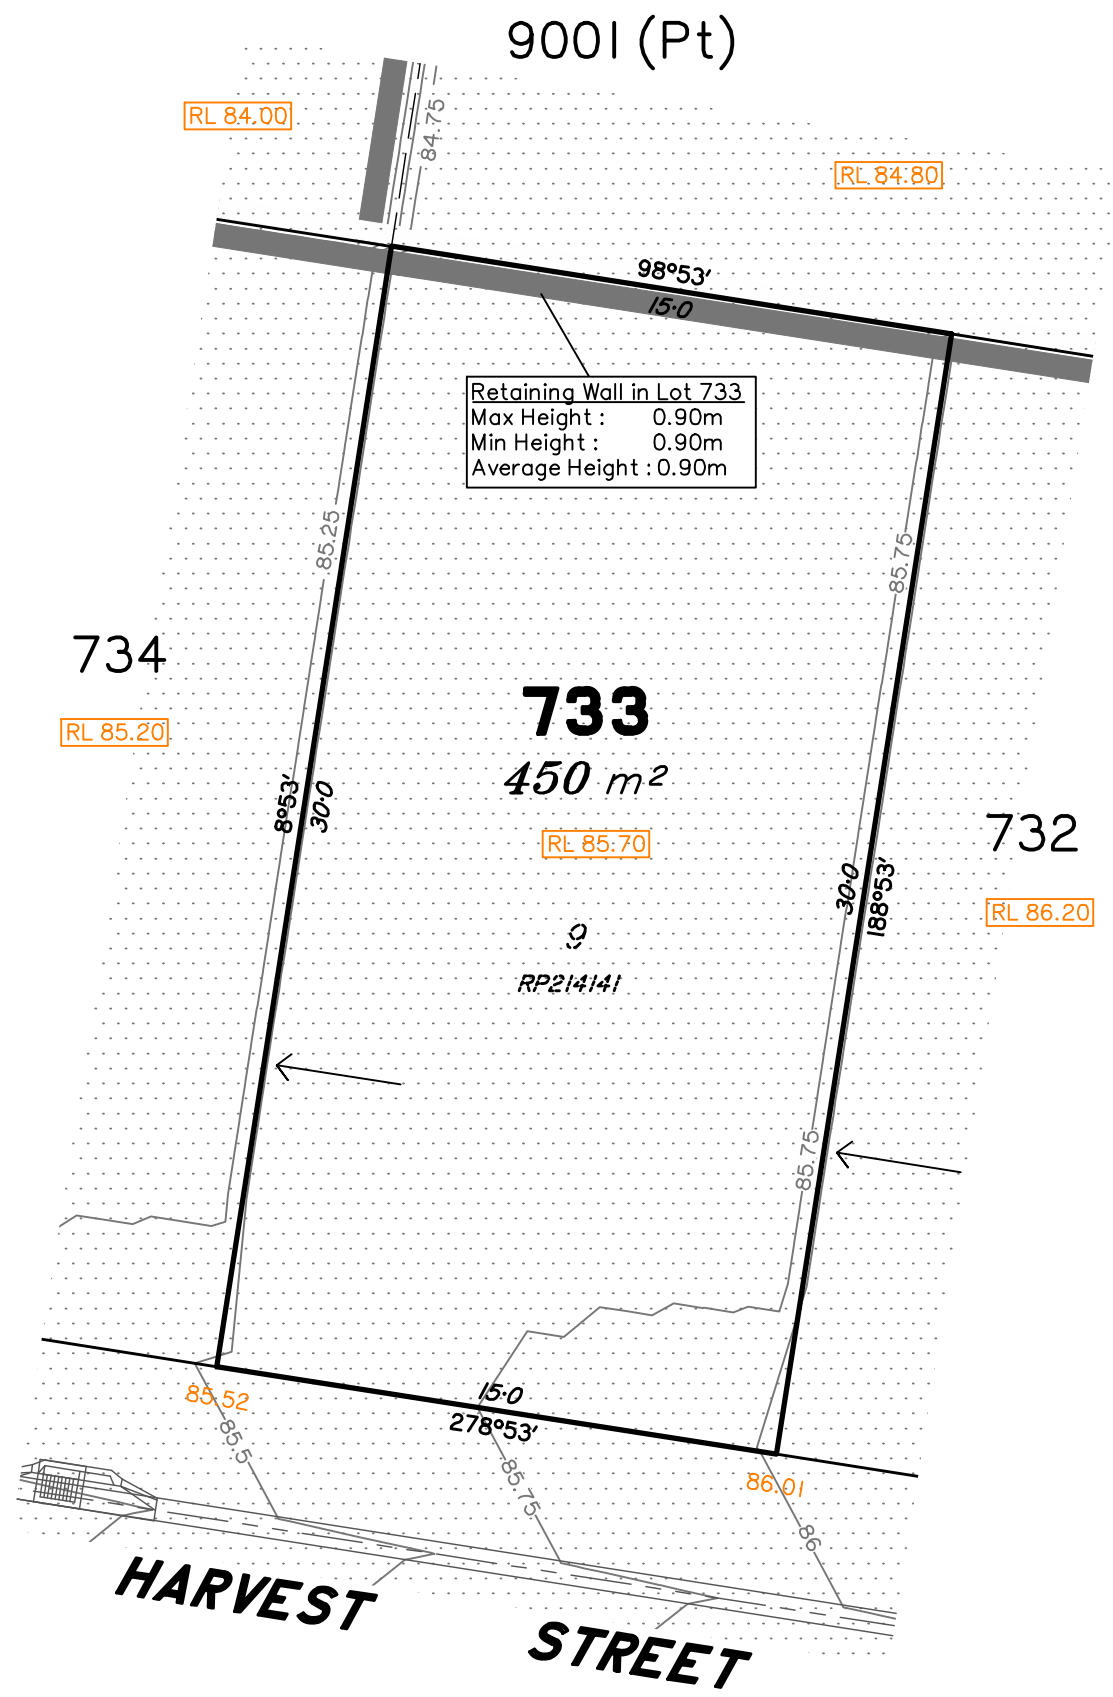 9001 (Pt)
RL 84.00
84.75
RL 84.80
98°53'
15·0
Retaining Wall in Lot 733
Max Height : 0.90m
Min Height : 0.90m
Average Height : 0.90m
85.25
85.75
734
RL 85.20
733
450 m²
RL 85.70
8°53'
30·0
732
RL 86.20
30·0
188°53'
9
RP214141
85.75
85.52
15·0
278°53'
85.5
85.75
86.01
86
HARVEST STREET